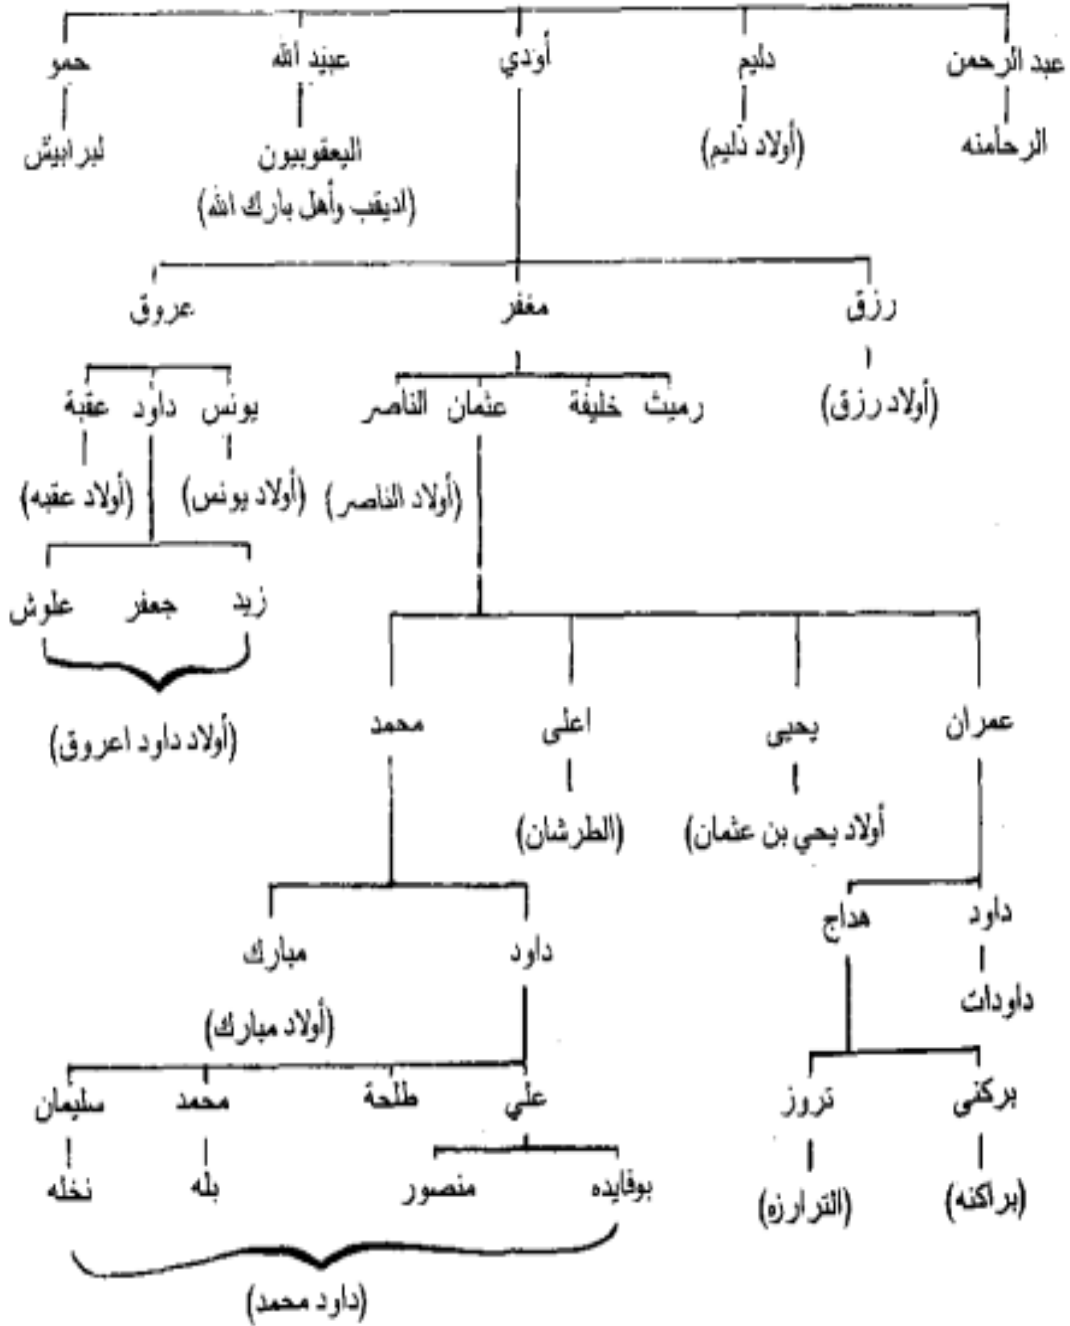 عبد الرحمن دليم أودي عبيد الله حمو
الرحامنه (أولاد دليم) اليعقوبيون لبرابيش
(اديقب وأهل بارك الله)
رزق مغفر عروق
(أولاد رزق) رميث خليفة عثمان الناصر يونس داود عقبة
(أولاد الناصر) (أولاد يونس) (أولاد عقبه)
زيد جعفر علوش
عمران يحيى اعلى محمد (أولاد داود اعروق)
أولاد يحي بن عثمان) (الطرشان)
داود هداج داود مبارك
داودات (أولاد مبارك)
بركنى تروز علي طلحة محمد سليمان
(براكنه) (الترارزه) بوفايده منصور بله نخله
(داود محمد)